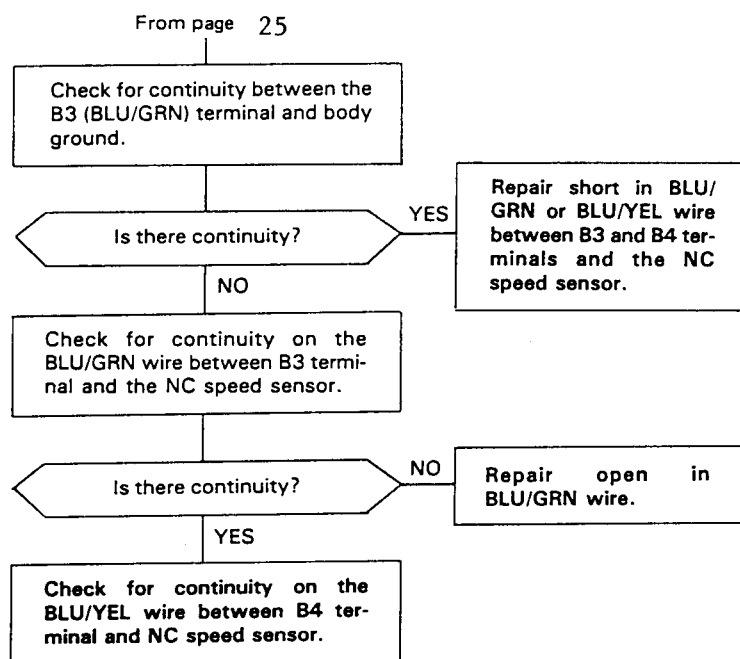 From page 25
Check for continuity between the
B3 (BLU/GRN) terminal and body
ground.
Is there continuity?
YES
Repair short in BLU/
GRN or BLU/YEL wire
between B3 and B4 ter-
minals and the NC
speed sensor.
NO
Check for continuity on the
BLU/GRN wire between B3 termi-
nal and the NC speed sensor.
Is there continuity?
NO
Repair open in
BLU/GRN wire.
YES
Check for continuity on the
BLU/YEL wire between B4 ter-
minal and NC speed sensor.